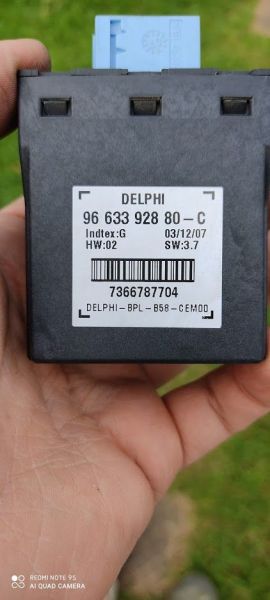 DELPHI
96 633 928 80-C
Indtex:G 03/12/07
HW:02 SW:3.7
7366787704
DELPHI-BPL-B58-CEM00
REDMI NOTE 9S
AI QUAD CAMERA